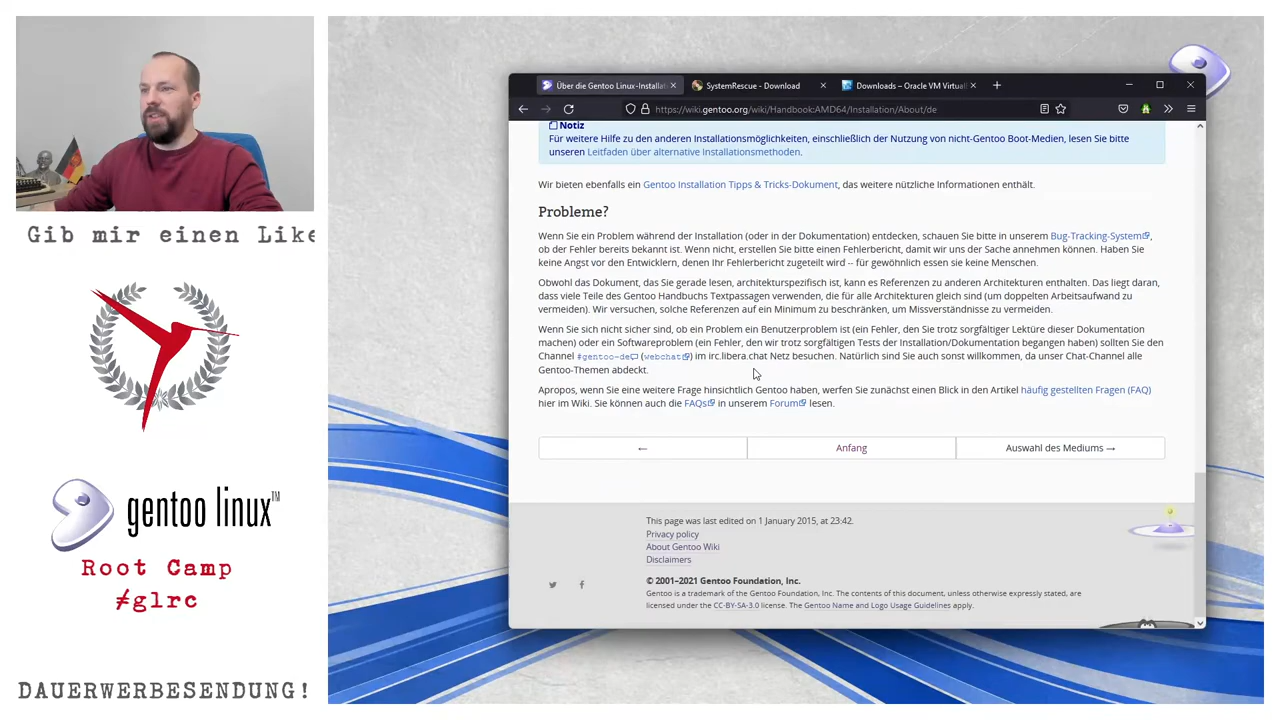 Gib mir einen Like
gentoo linux™
Root Camp
≠glrc
DAUERWERBESENDUNG!
Über die Gentoo Linux-Installat
SystemRescue - Download
Downloads – Oracle VM Virtuali
https://wiki.gentoo.org/wiki/Handbook:AMD64/Installation/About/de
Notiz
Für weitere Hilfe zu den anderen Installationsmöglichkeiten, einschließlich der Nutzung von nicht-Gentoo Boot-Medien, lesen Sie bitte
unseren Leitfaden über alternative Installationsmethoden.
Wir bieten ebenfalls ein Gentoo Installation Tipps & Tricks-Dokument, das weitere nützliche Informationen enthält.
Probleme?
Wenn Sie ein Problem während der Installation (oder in der Dokumentation) entdecken, schauen Sie bitte in unserem Bug-Tracking-System,
ob der Fehler bereits bekannt ist. Wenn nicht, erstellen Sie bitte einen Fehlerbericht, damit wir uns der Sache annehmen können. Haben Sie
keine Angst vor den Entwicklern, denen Ihr Fehlerbericht zugeteilt wird -- für gewöhnlich essen sie keine Menschen.
Obwohl das Dokument, das Sie gerade lesen, architekturspezifisch ist, kann es Referenzen zu anderen Architekturen enthalten. Das liegt daran,
dass viele Teile des Gentoo Handbuchs Textpassagen verwenden, die für alle Architekturen gleich sind (um doppelten Arbeitsaufwand zu
vermeiden). Wir versuchen, solche Referenzen auf ein Minimum zu beschränken, um Missverständnisse zu vermeiden.
Wenn Sie sich nicht sicher sind, ob ein Problem ein Benutzerproblem ist (ein Fehler, den Sie trotz sorgfältiger Lektüre dieser Dokumentation
machen) oder ein Softwareproblem (ein Fehler, den wir trotz sorgfältigen Tests der Installation/Dokumentation begangen haben) sollten Sie den
Channel #gentoo-de (webchat) im irc.libera.chat Netz besuchen. Natürlich sind Sie auch sonst willkommen, da unser Chat-Channel alle
Gentoo-Themen abdeckt.
Apropos, wenn Sie eine weitere Frage hinsichtlich Gentoo haben, werfen Sie zunächst einen Blick in den Artikel häufig gestellten Fragen (FAQ)
hier im Wiki. Sie können auch die FAQs in unserem Forum lesen.
←
Anfang
Auswahl des Mediums →
This page was last edited on 1 January 2015, at 23:42.
Privacy policy
About Gentoo Wiki
Disclaimers
© 2001–2021 Gentoo Foundation, Inc.
Gentoo is a trademark of the Gentoo Foundation, Inc. The contents of this document, unless otherwise expressly stated, are
licensed under the CC-BY-SA-3.0 license. The Gentoo Name and Logo Usage Guidelines apply.